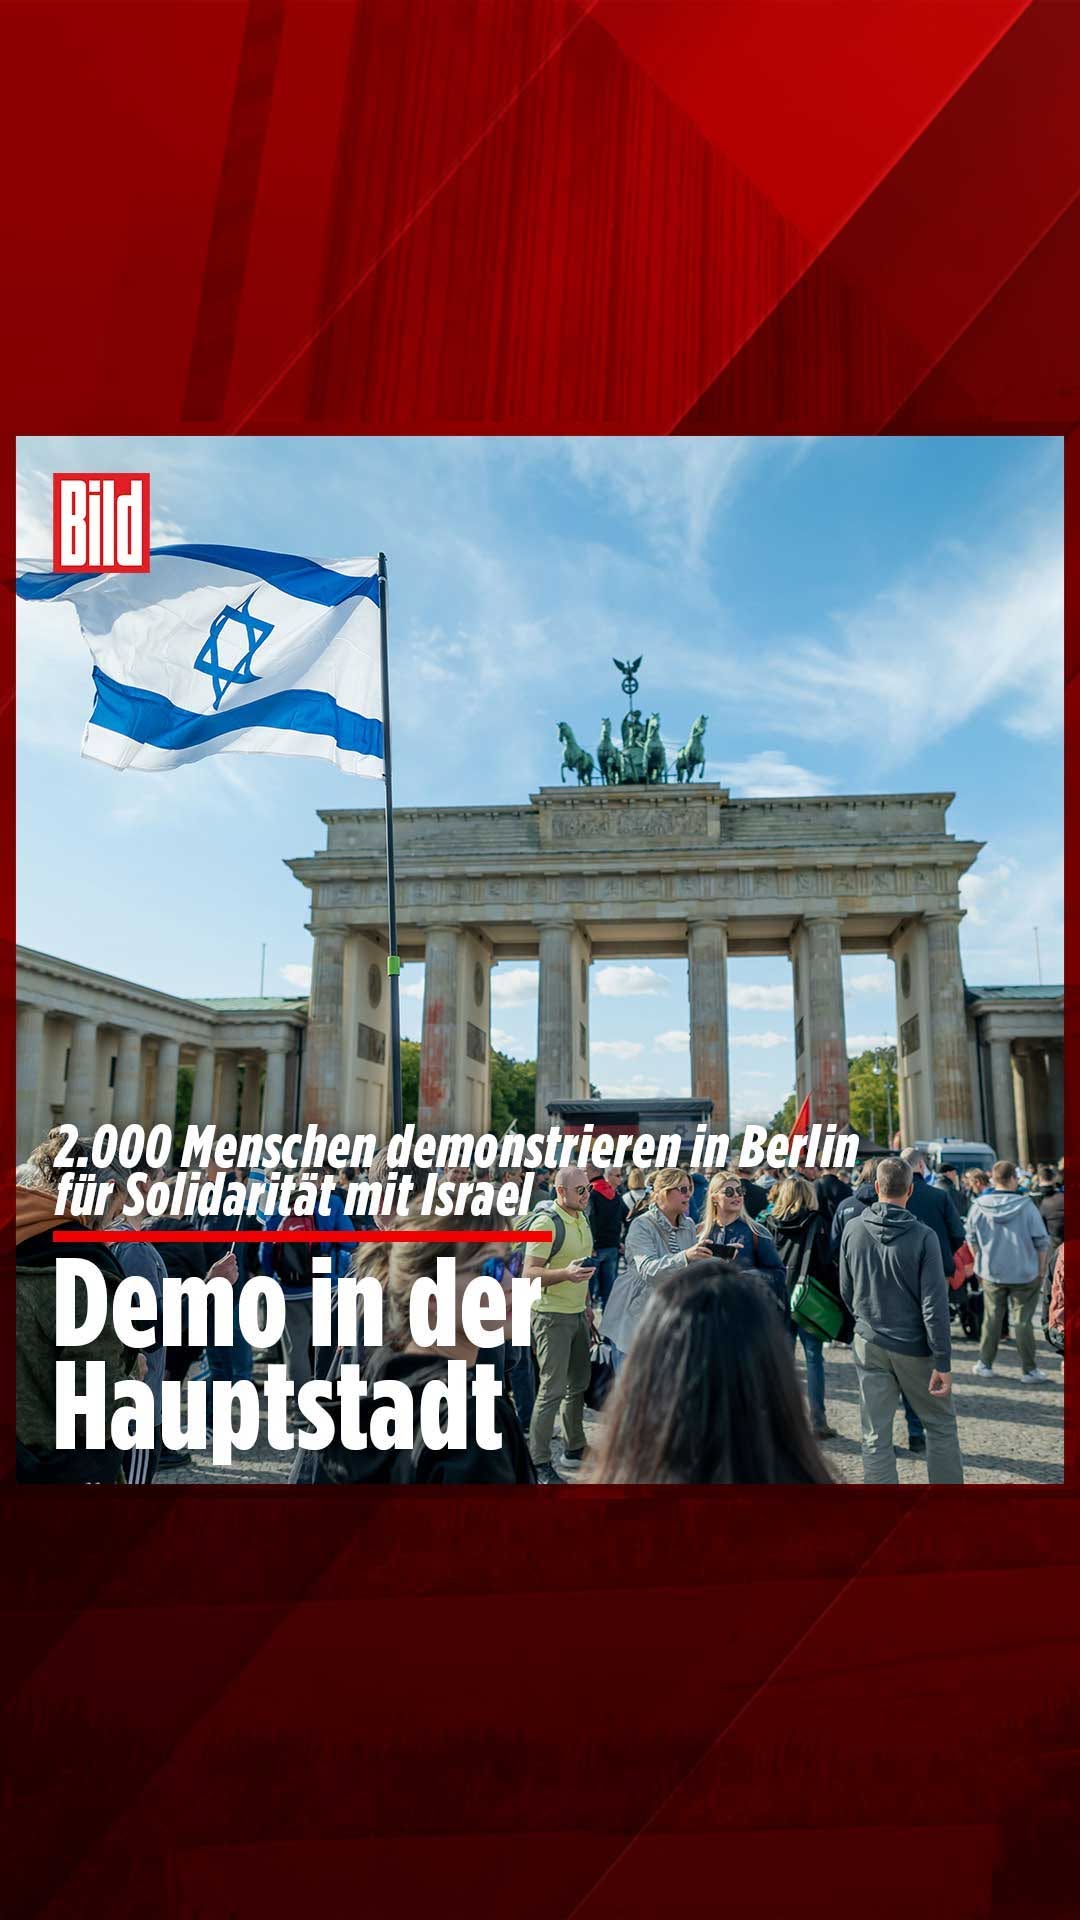 Bild
2.000 Menschen demonstrieren in Berlin
für Solidarität mit Israel
Demo in der
Hauptstadt